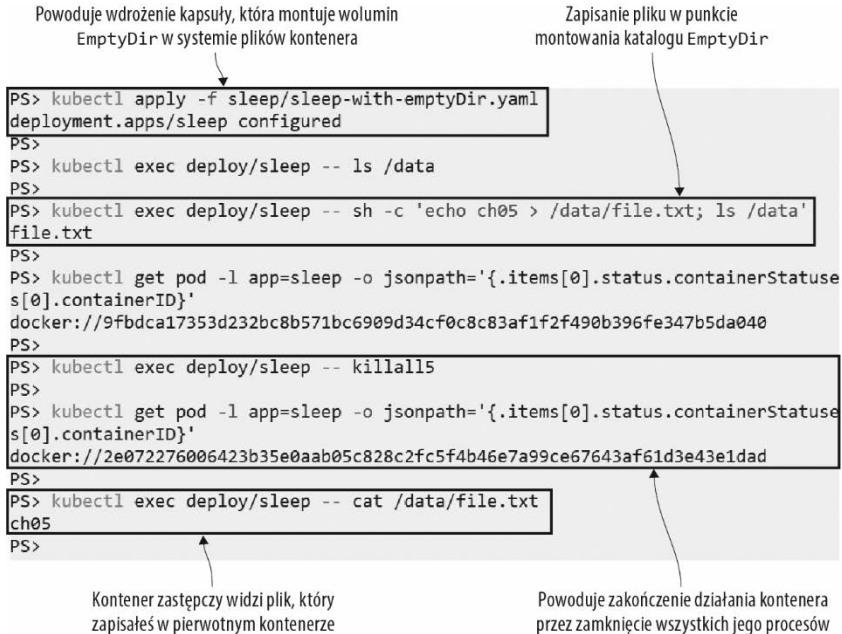 Powoduje wdrożenie kapsuły, która montuje wolumin
EmptyDir w systemie plików kontenera
Zapisanie pliku w punkcie
montowania katalogu EmptyDir
PS> kubectl apply -f sleep/sleep-with-emptyDir.yaml
deployment.apps/sleep configured
PS>
PS> kubectl exec deploy/sleep -- ls /data
PS>
PS> kubectl exec deploy/sleep -- sh -c 'echo ch05 > /data/file.txt; ls /data'
file.txt
PS>
PS> kubectl get pod -l app=sleep -o jsonpath='{.items[0].status.containerStatuse
s[0].containerID}'
docker://9fbdca17353d232bc8b571bc6909d34cf0c8c83af1f2f490b396fe347b5da040
PS>
PS> kubectl exec deploy/sleep -- killall5
PS>
PS> kubectl get pod -l app=sleep -o jsonpath='{.items[0].status.containerStatuse
s[0].containerID}'
docker://2e072276006423b35e0aab05c828c2fc5f4b46e7a99ce67643af61d3e43e1dad
PS>
PS> kubectl exec deploy/sleep -- cat /data/file.txt
ch05
PS>
Kontener zastępczy widzi plik, który
zapisałeś w pierwotnym kontenerze
Powoduje zakończenie działania kontenera
przez zamknięcie wszystkich jego procesów